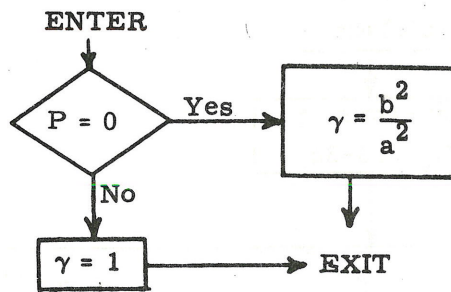 ENTER
P = 0
Yes
γ = b²/a²
No
γ = 1
EXIT